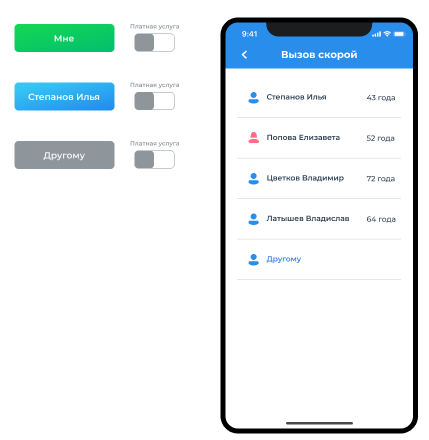 Платная услуга
Мне
Платная услуга
Степанов Илья
Платная услуга
Другому
9:41
Вызов скорой
Степанов Илья 43 года
Попова Елизавета 52 года
Цветков Владимир 72 года
Латышев Владислав 64 года
Другому